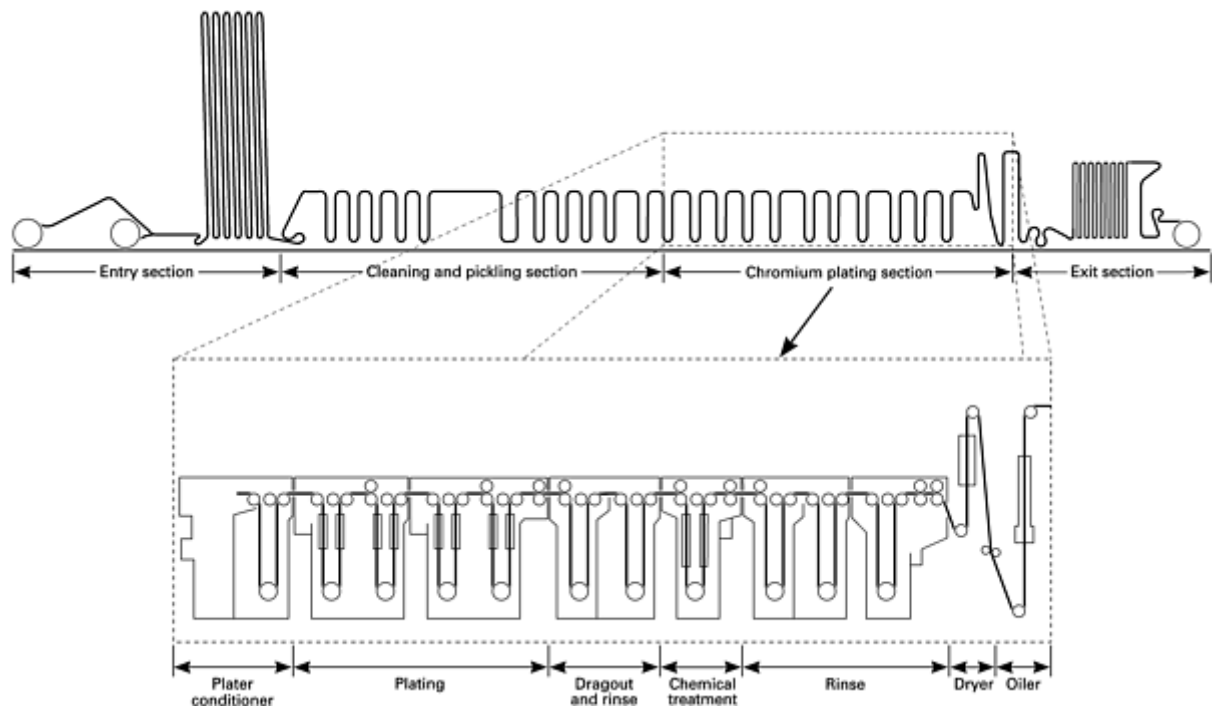 Entry section
Cleaning and pickling section
Chromium plating section
Exit section
Plater
conditioner
Plating
Dragout
and rinse
Chemical
treatment
Rinse
Dryer
Oiler